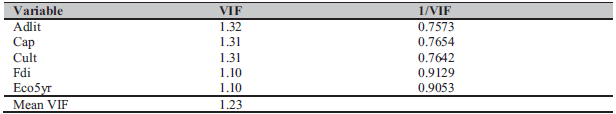 Variable VIF 1/VIF
Adlit 1.32 0.7573
Cap 1.31 0.7654
Cult 1.31 0.7642
Fdi 1.10 0.9129
Eco5yr 1.10 0.9053
Mean VIF 1.23